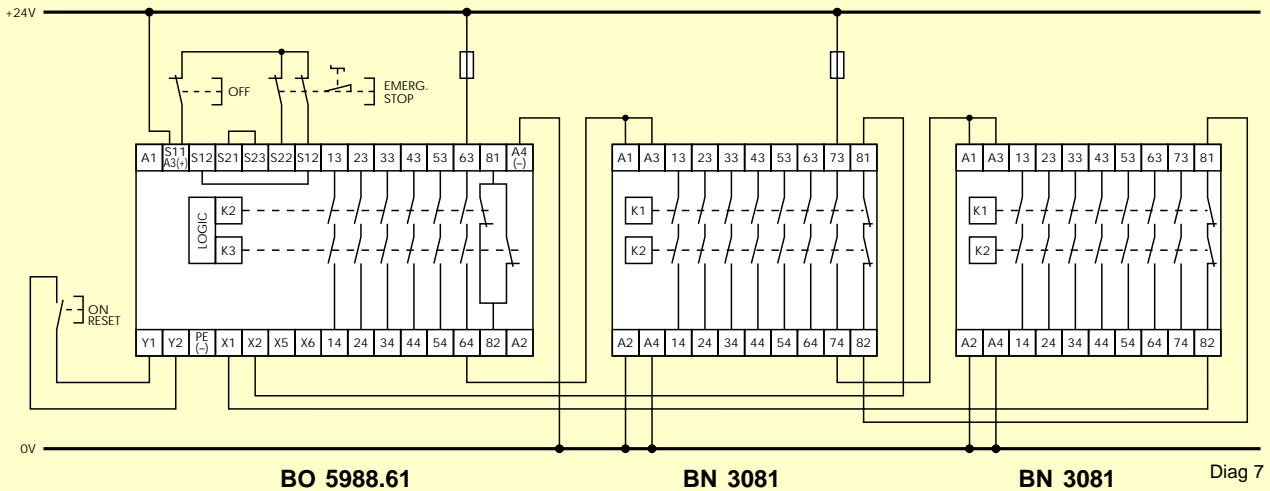 +24V
OFF
EMERG.
STOP
A1 S11 A3(+) S12 S21 S23 S22 S12 13 23 33 43 53 63 81 A4 (–)
A1 A3 13 23 33 43 53 63 73 81
A1 A3 13 23 33 43 53 63 73 81
LOGIC
K2
K3
K1
K2
K1
K2
ON
RESET
Y1 Y2 PE (–) X1 X2 X5 X6 14 24 34 44 54 64 82 A2
A2 A4 14 24 34 44 54 64 74 82
A2 A4 14 24 34 44 54 64 74 82
0V
BO 5988.61
BN 3081
BN 3081
Diag 7